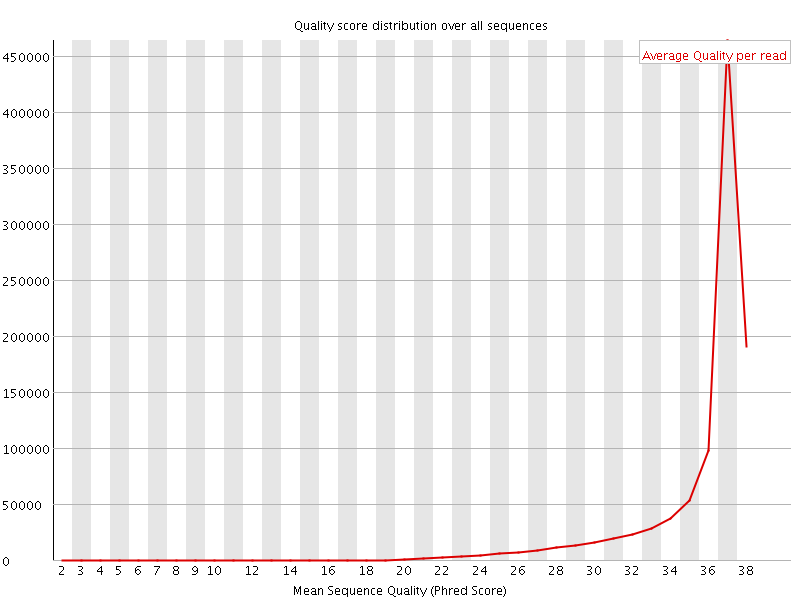 Quality score distribution over all sequences
Average Quality per read
450000
400000
350000
300000
250000
200000
150000
100000
50000
0
2 3 4 5 6 7 8 9 10 12 14 16 18 20 22 24 26 28 30 32 34 36 38
Mean Sequence Quality (Phred Score)